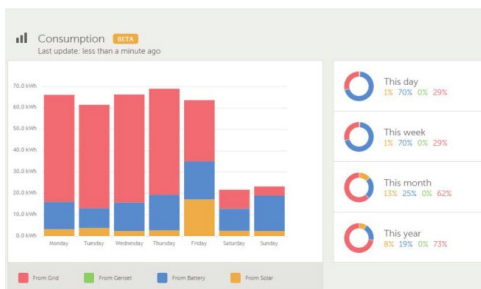 Consumption BETA
Last update: less than a minute ago
70.0 kWh
60.0 kWh
50.0 kWh
40.0 kWh
30.0 kWh
20.0 kWh
10.0 kWh
0.0 kWh
Monday Tuesday Wednesday Thursday Friday Saturday Sunday
From Grid From Genset From Battery From Solar
This day
1% 70% 0% 29%
This week
1% 70% 0% 29%
This month
13% 25% 0% 62%
This year
8% 19% 0% 73%